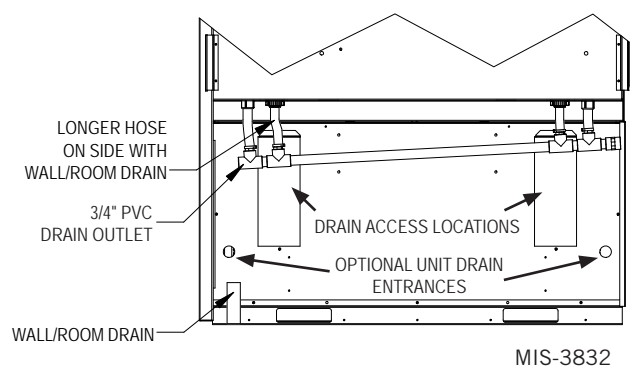 LONGER HOSE
ON SIDE WITH
WALL/ROOM DRAIN
3/4" PVC
DRAIN OUTLET
DRAIN ACCESS LOCATIONS
OPTIONAL UNIT DRAIN
ENTRANCES
WALL/ROOM DRAIN
MIS-3832